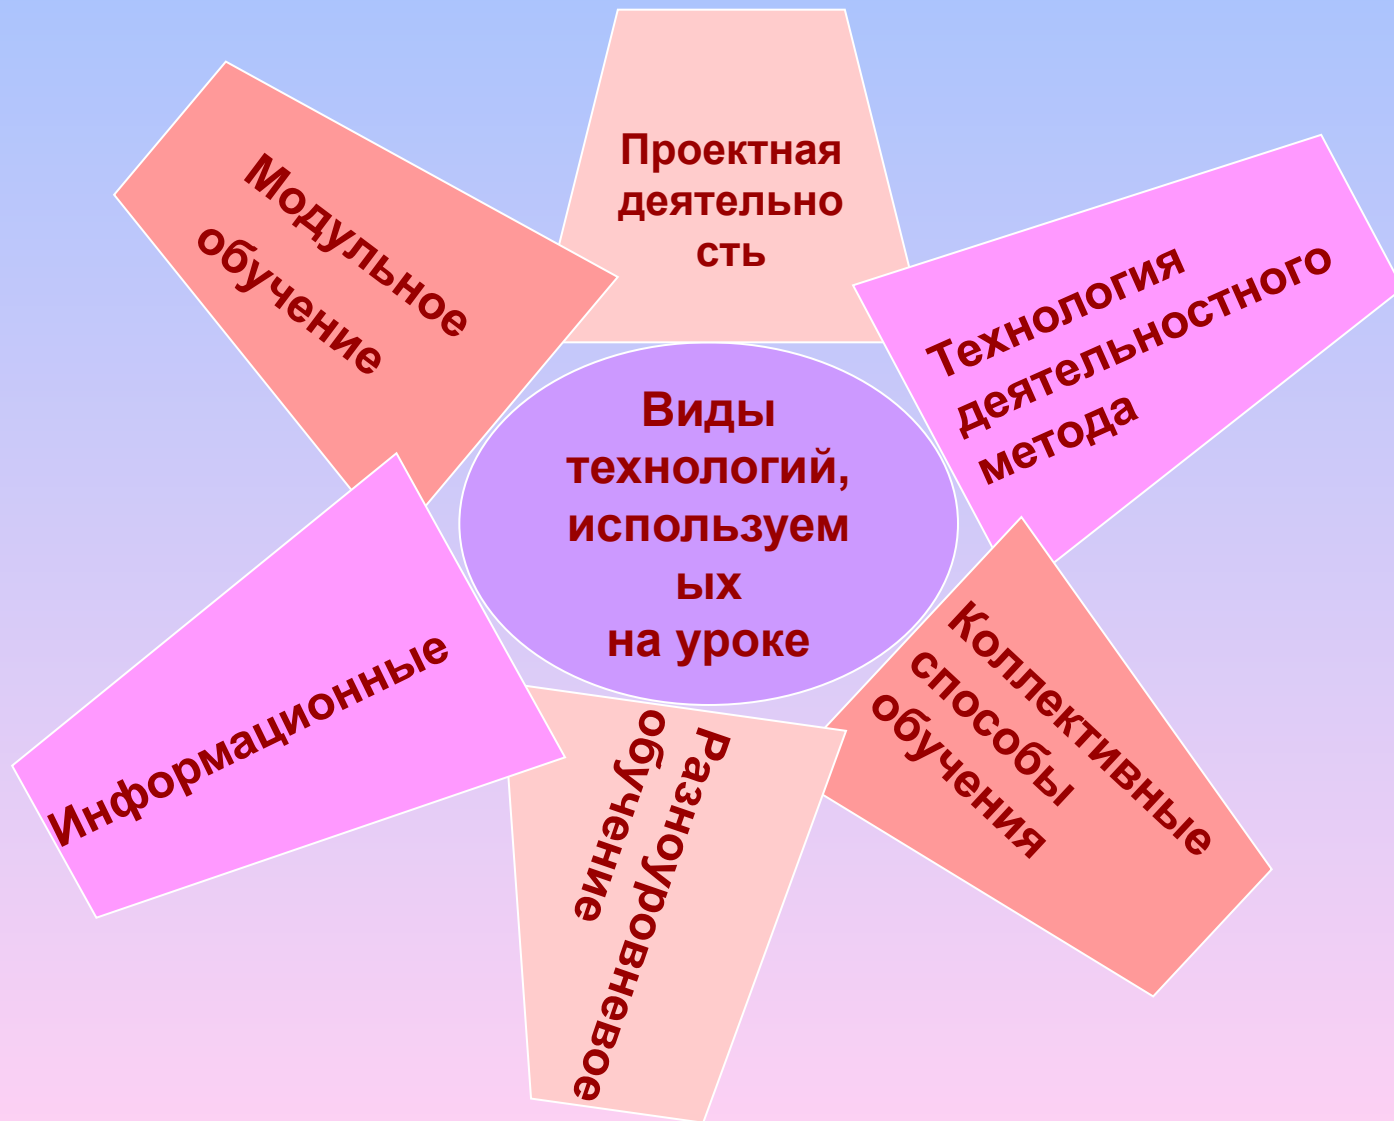 Проектная
деятельно
сть
Модульное
обучение
Технология
деятельностного
метода
Виды
технологий,
используем
ых
на уроке
Информационные
Коллективные
способы
обучения
Разноуровневое
обучение